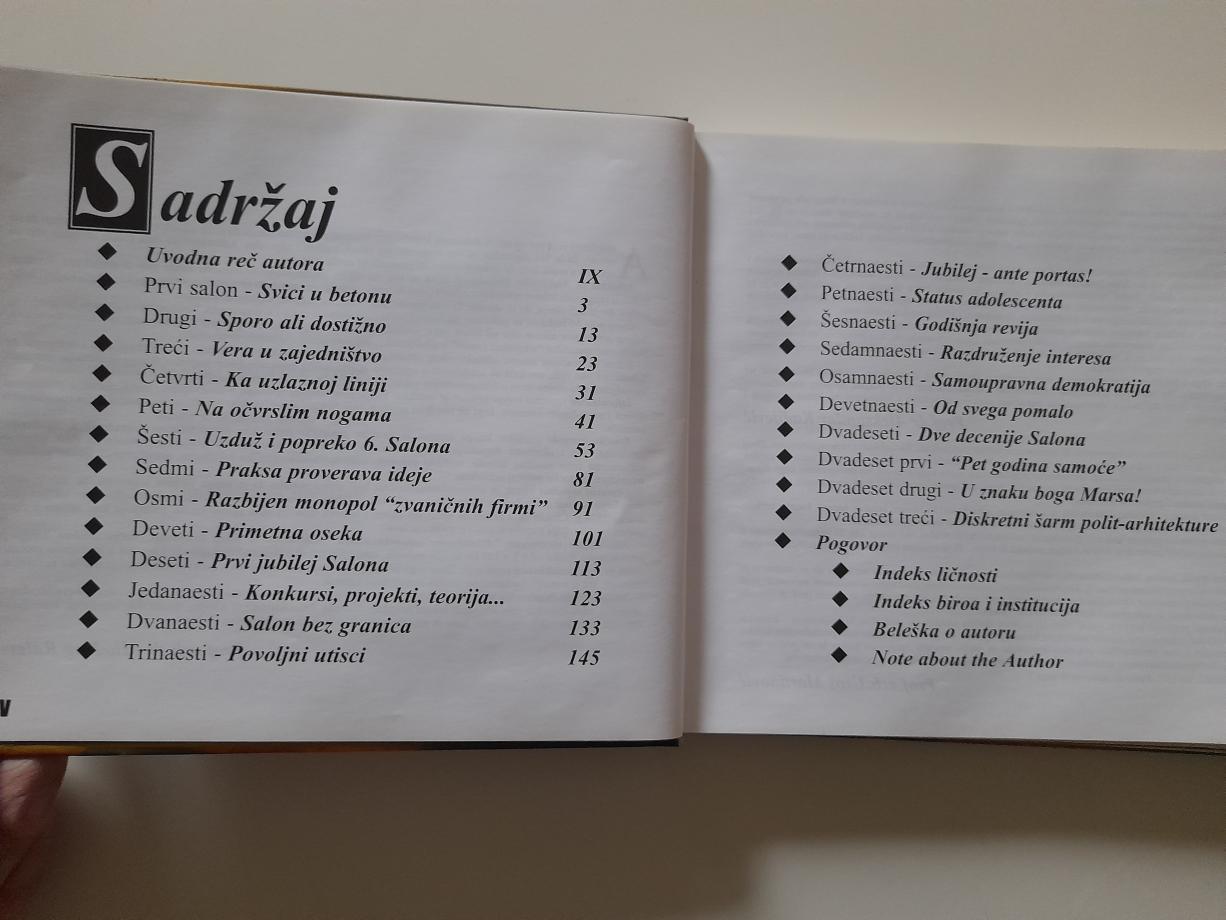 Sadržaj
Uvodna reč autora IX
Prvi salon - Svici u betonu 3
Drugi - Sporo ali dostižno 13
Treći - Vera u zajedništvo 23
Četvrti - Ka uzlaznoj liniji 31
Peti - Na očvrslim nogama 41
Šesti - Uzduž i popreko 6. Salona 53
Sedmi - Praksa proverava ideje 81
Osmi - Razbijen monopol “zvaničnih firmi” 91
Deveti - Primetna oseka 101
Deseti - Prvi jubilej Salona 113
Jedanaesti - Konkursi, projekti, teorija... 123
Dvanaesti - Salon bez granica 133
Trinaesti - Povoljni utisci 145
Četrnaesti - Jubilej - ante portas!
Petnaesti - Status adolescenta
Šesnaesti - Godišnja revija
Sedamnaesti - Razdruženje interesa
Osamnaesti - Samoupravna demokratija
Devetnaesti - Od svega pomalo
Dvadeseti - Dve decenije Salona
Dvadeset prvi - “Pet godina samoće”
Dvadeset drugi - U znaku boga Marsa!
Dvadeset treći - Diskretni šarm polit-arhitekture
Pogovor
Indeks ličnosti
Indeks biroa i institucija
Beleška o autoru
Note about the Author